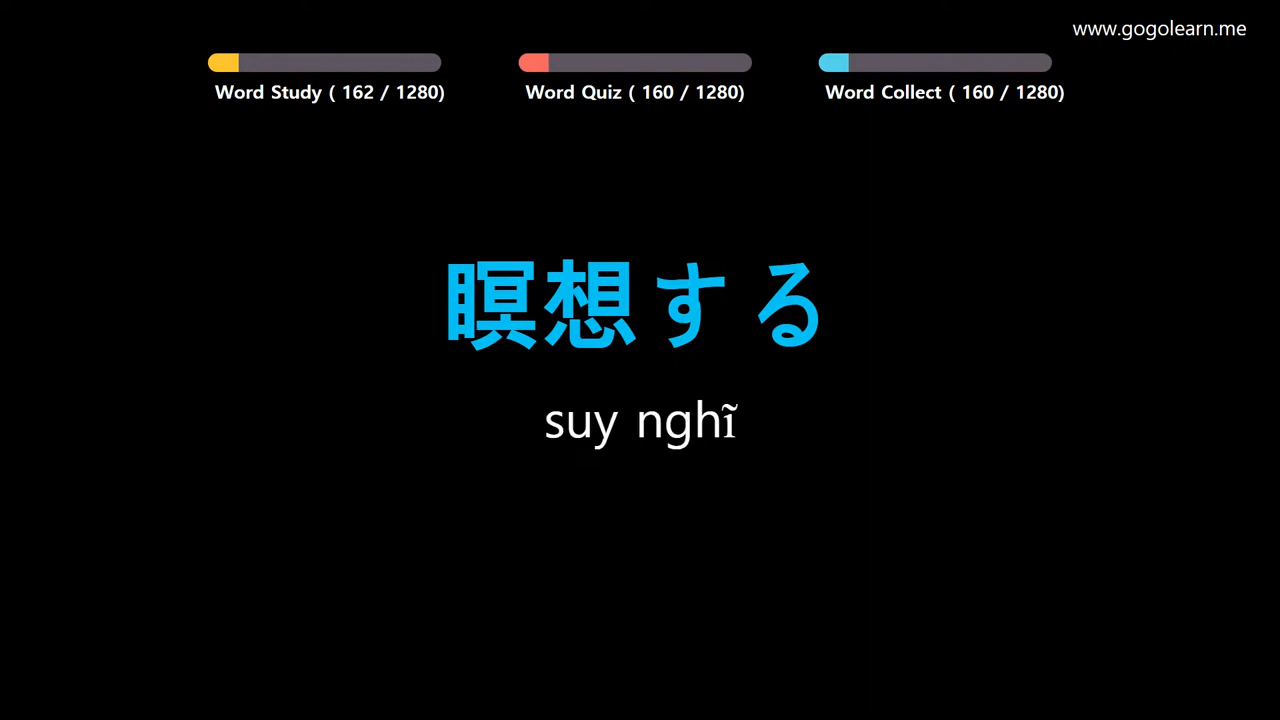 www.gogolearn.me
Word Study ( 162 / 1280)
Word Quiz ( 160 / 1280)
Word Collect ( 160 / 1280)
瞑想する
suy nghĩ